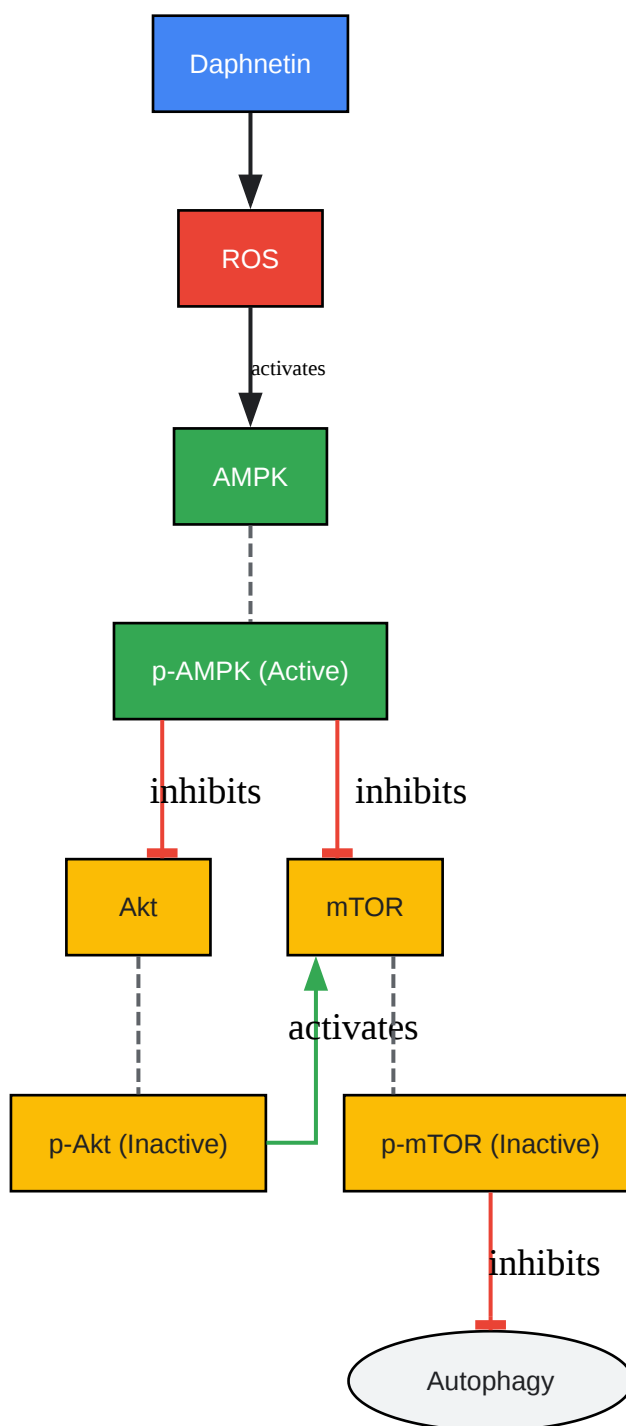 Daphnetin
ROS
activates
AMPK
p-AMPK (Active)
inhibits
inhibits
Akt
mTOR
activates
p-Akt (Inactive)
p-mTOR (Inactive)
inhibits
Autophagy